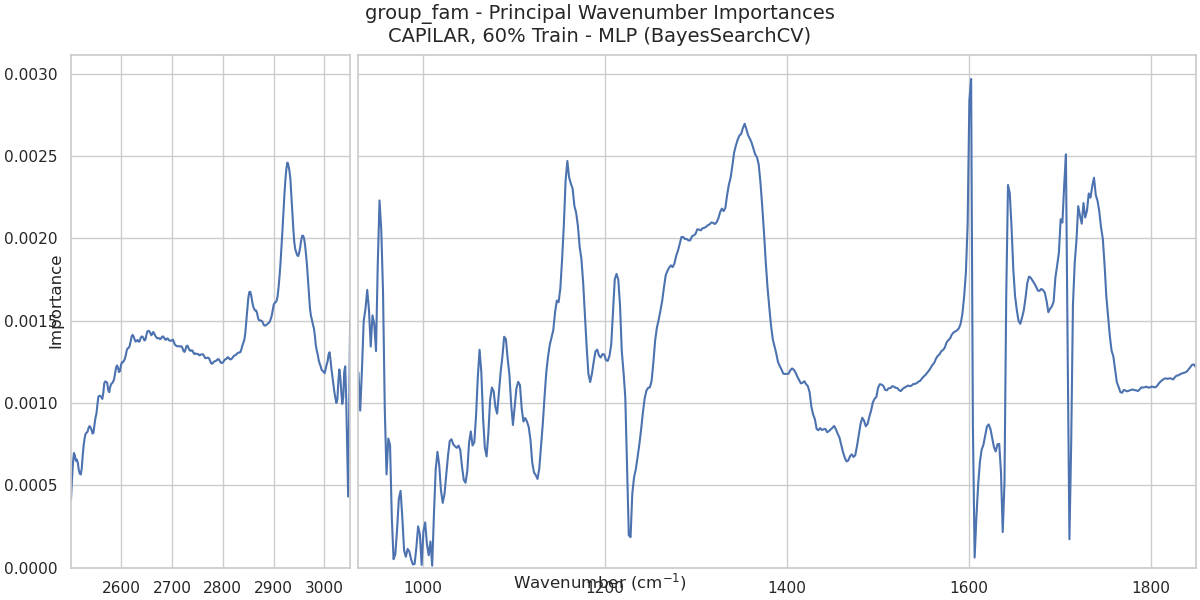 group_fam - Principal Wavenumber Importances
CAPILAR, 60% Train - MLP (BayesSearchCV)
0.0030
0.0025
0.0020
0.0015
0.0010
0.0005
0.0000
Importance
2600 2700 2800 2900 3000 1000 1200 1400 1600 1800
Wavenumber (cm⁻¹)